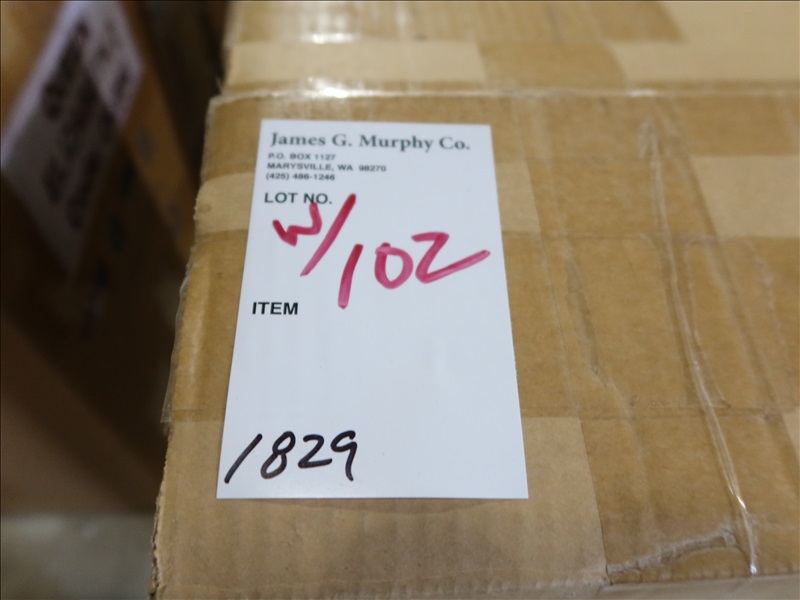 James G. Murphy Co.
P.O. BOX 1127
MARYSVILLE, WA 98270
(425) 486-1246
LOT NO.
W/102
ITEM
1829